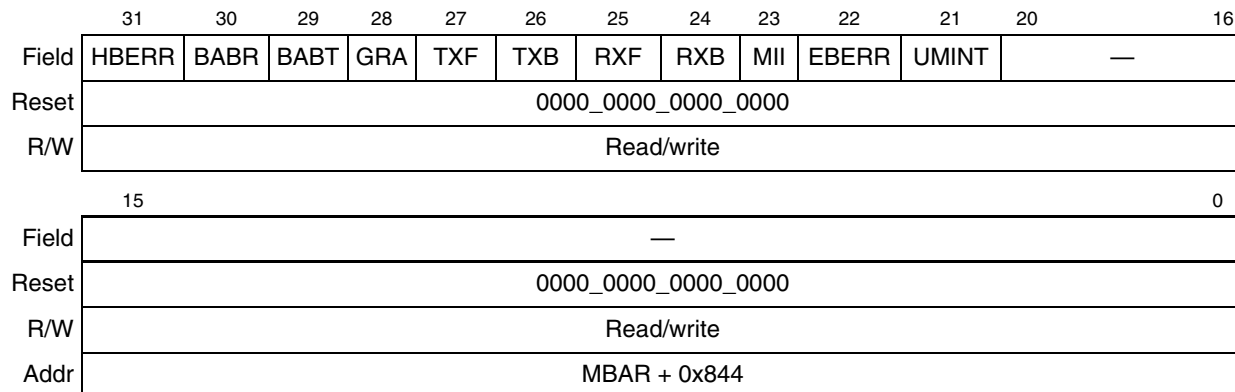 31 30 29 28 27 26 25 24 23 22 21 20 16
Field HBERR BABR BABT GRA TXF TXB RXF RXB MII EBERR UMINT —
Reset 0000_0000_0000_0000
R/W Read/write
15 0
Field —
Reset 0000_0000_0000_0000
R/W Read/write
Addr MBAR + 0x844